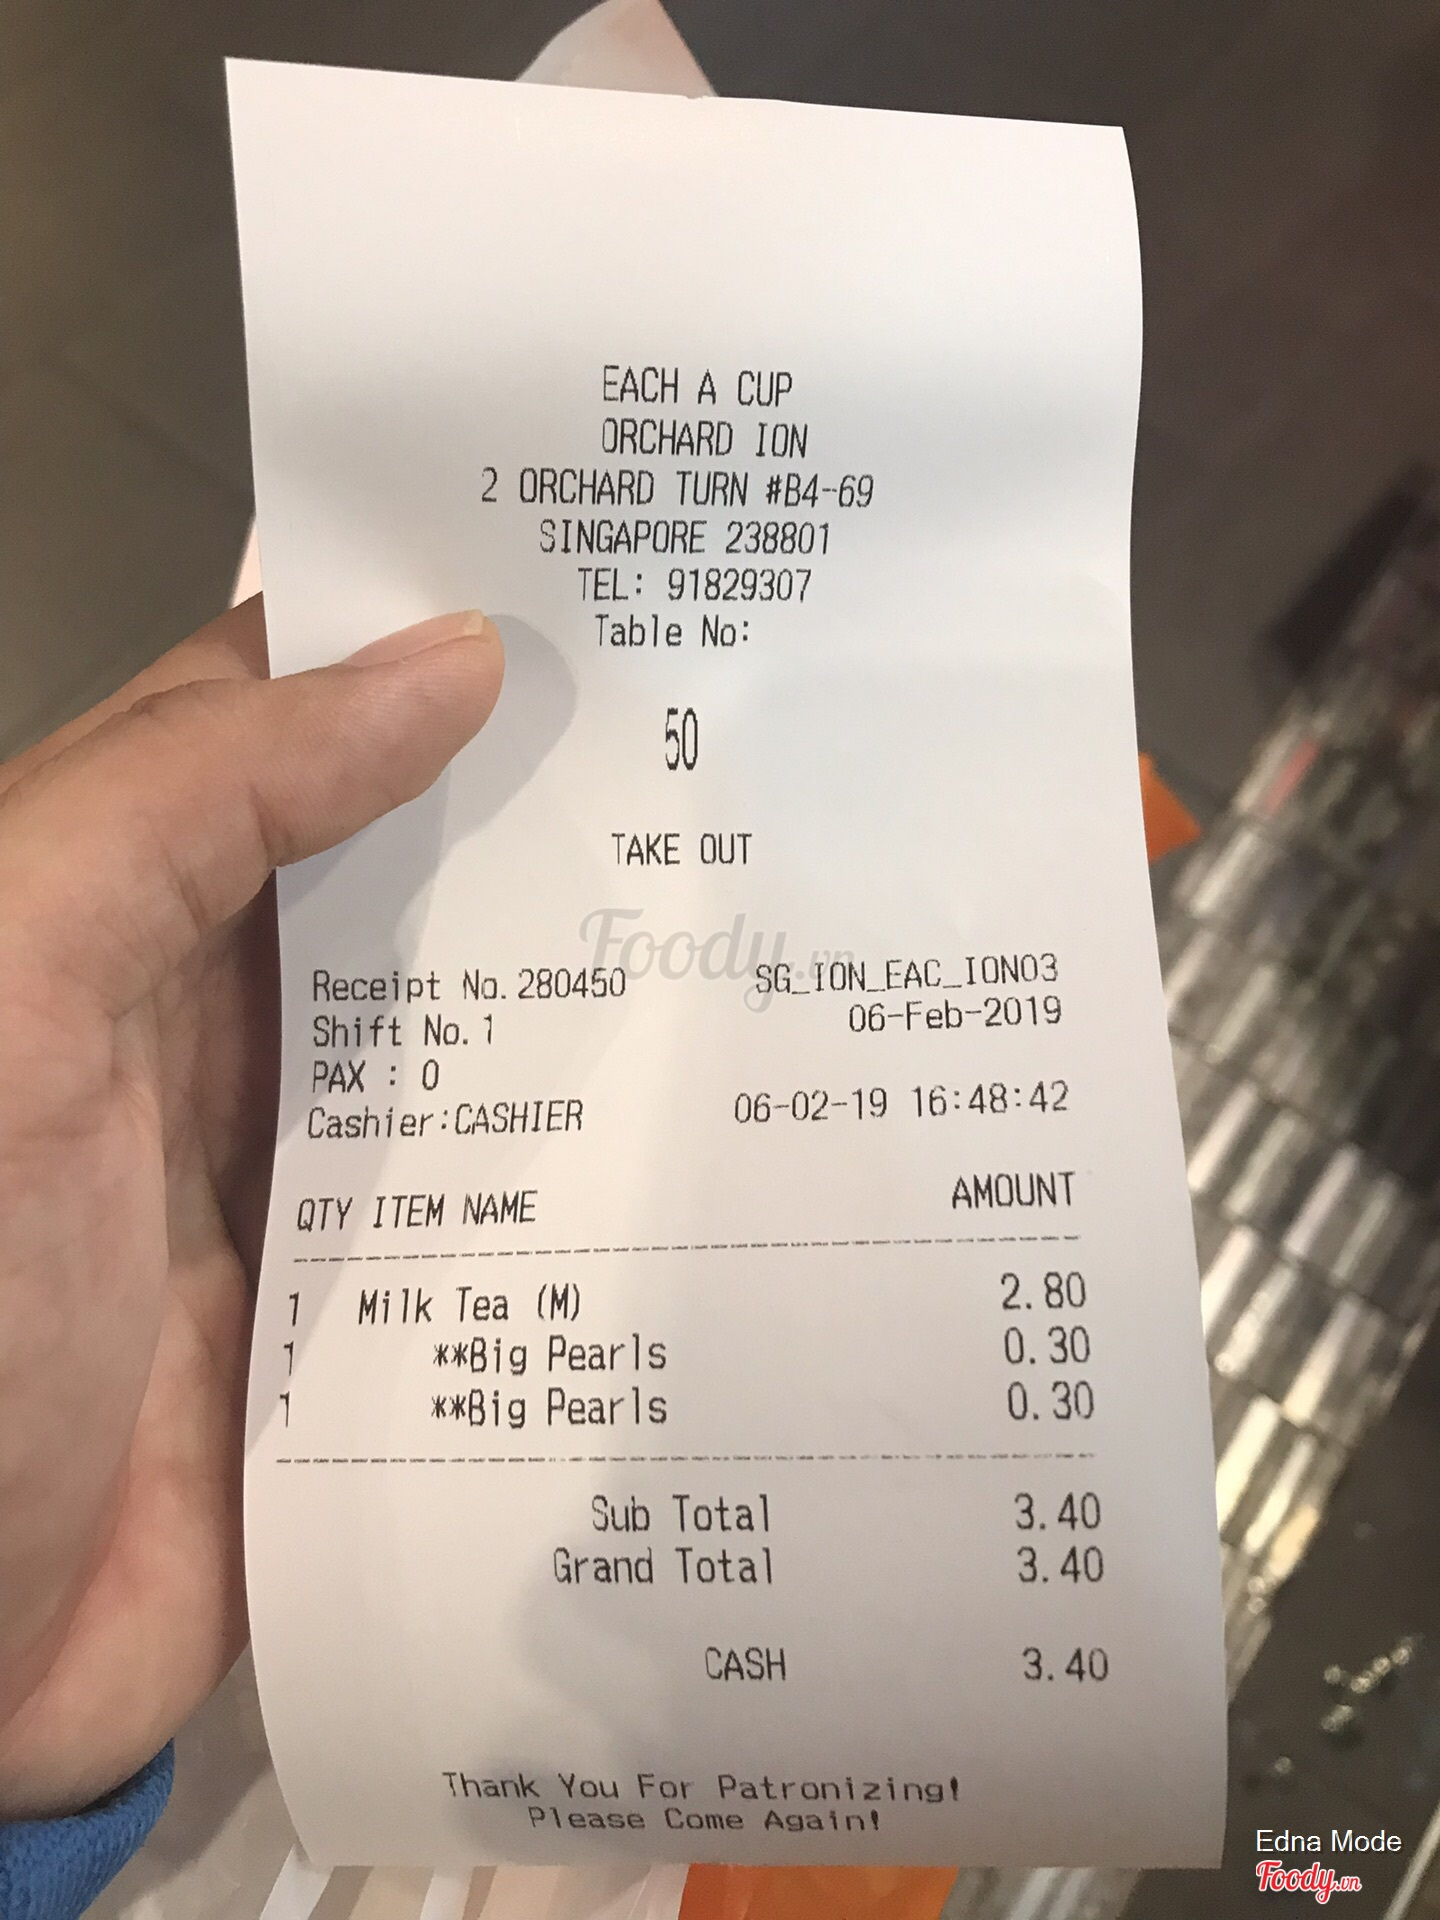 EACH A CUP
ORCHARD ION
2 ORCHARD TURN #B4-69
SINGAPORE 238801
TEL: 91829307
Table No:
50
TAKE OUT
Foody.vn
Receipt No.280450 SG_ION_EAC_ION03
Shift No.1 06-Feb-2019
PAX : 0
Cashier:CASHIER 06-02-19 16:48:42
QTY ITEM NAME AMOUNT
1 Milk Tea (M) 2.80
1 **Big Pearls 0.30
1 **Big Pearls 0.30
Sub Total 3.40
Grand Total 3.40
CASH 3.40
Thank You For Patronizing!
Please Come Again!
Edna Mode
Foody.vn